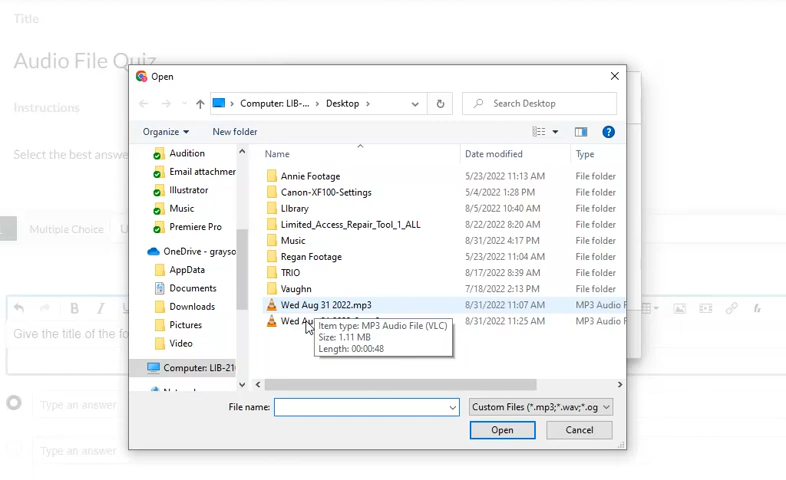 Title
Audio File Quiz
Instructions
Select the best answe
Multiple Choice
Give the title of the fo
Type an answer
Type an answer
Open
Computer: LIB-... > Desktop >
Search Desktop
Organize
New folder
Audition
Email attachmer
Illustrator
Music
Premiere Pro
OneDrive - grayso
AppData
Documents
Downloads
Pictures
Video
Computer: LIB-21
Name Date modified Type
Annie Footage 5/23/2022 11:13 AM File folder
Canon-XF100-Settings 5/4/2022 1:28 PM File folder
LIbrary 8/5/2022 10:40 AM File folder
Limited_Access_Repair_Tool_1_ALL 8/22/2022 8:20 AM File folder
Music 8/31/2022 4:17 PM File folder
Regan Footage 5/23/2022 11:04 AM File folder
TRIO 8/17/2022 8:39 AM File folder
Vaughn 7/18/2022 2:13 PM File folder
Wed Aug 31 2022.mp3 8/31/2022 11:07 AM MP3 Audio F
Wed 8/31/2022 11:25 AM MP3 Audio F
Item type: MP3 Audio File (VLC)
Size: 1.11 MB
Length: 00:00:48
File name:
Custom Files (*.mp3;*.wav;*.og
Open
Cancel